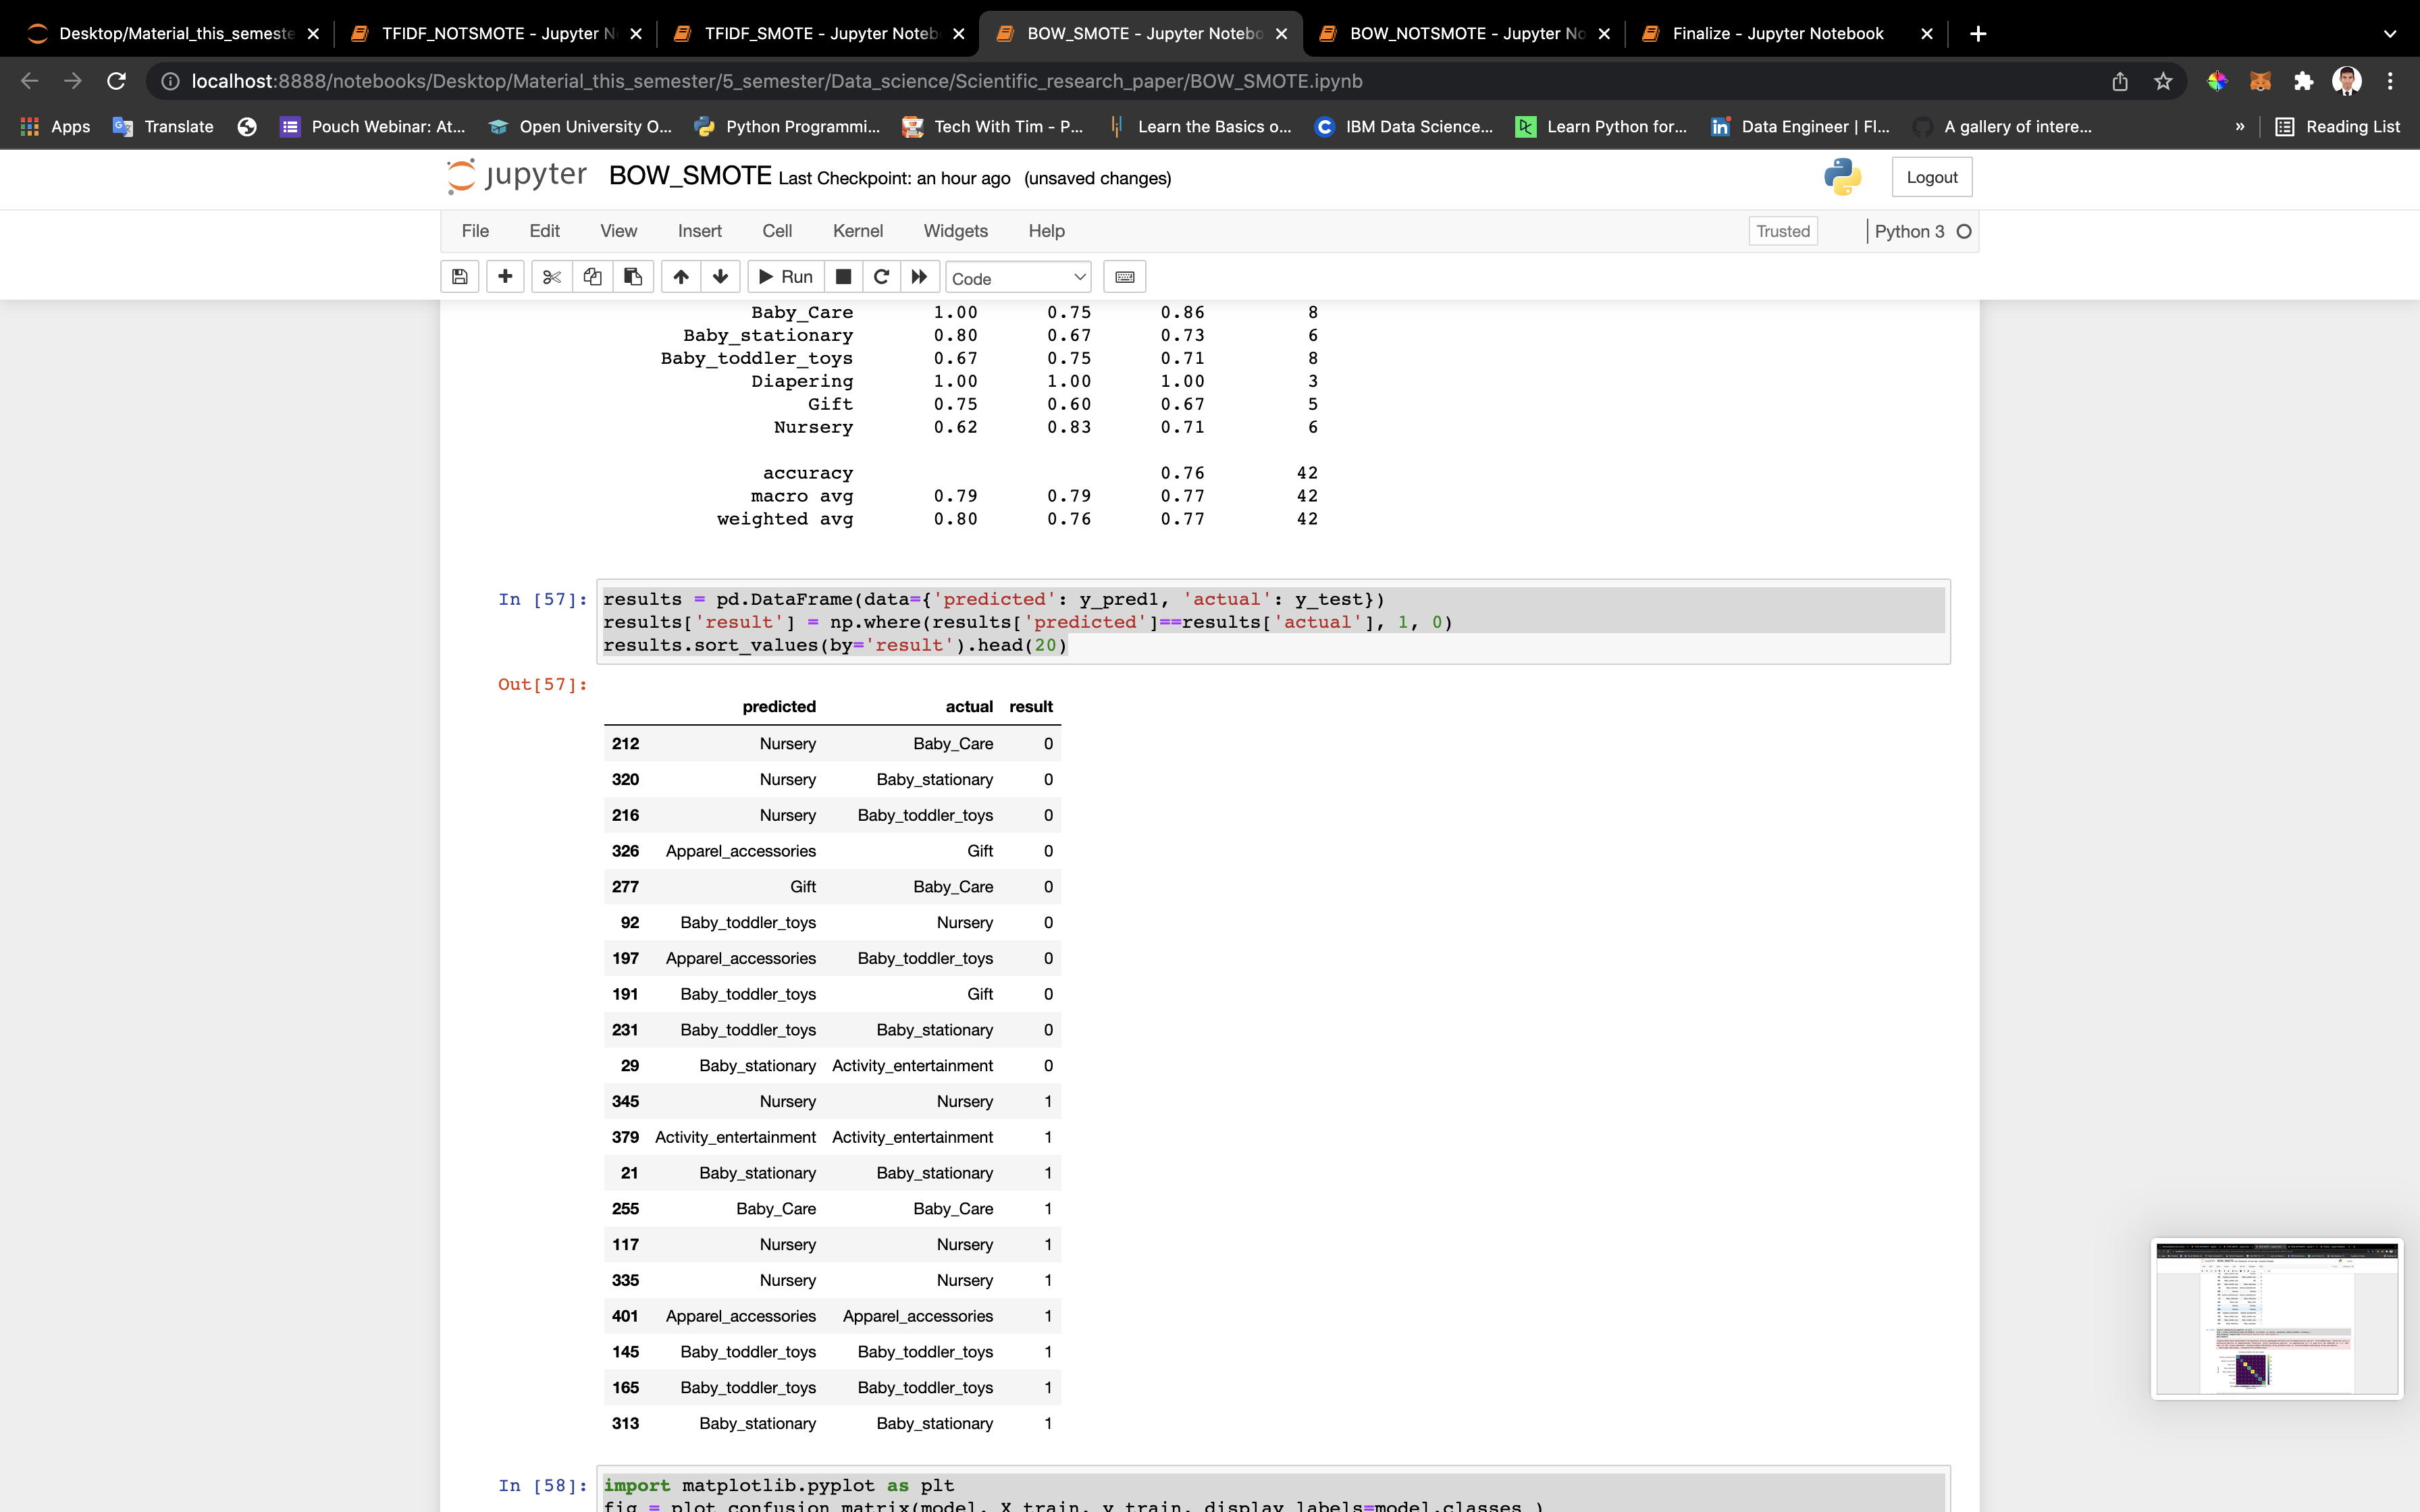 Desktop/Material_this_semeste
TFIDF_NOTSMOTE - Jupyter N
TFIDF_SMOTE - Jupyter Noteb
BOW_SMOTE - Jupyter Notebo
BOW_NOTSMOTE - Jupyter No
Finalize - Jupyter Notebook
localhost:8888/notebooks/Desktop/Material_this_semester/5_semester/Data_science/Scientific_research_paper/BOW_SMOTE.ipynb
Apps Translate Pouch Webinar: At... Open University O... Python Programmi... Tech With Tim - P... Learn the Basics o... IBM Data Science... Learn Python for... Data Engineer | Fl... A gallery of intere... » Reading List
jupyter BOW_SMOTE Last Checkpoint: an hour ago (unsaved changes) Logout
File Edit View Insert Cell Kernel Widgets Help Trusted Python 3
Run Code
Baby_Care 1.00 0.75 0.86 8
Baby_stationary 0.80 0.67 0.73 6
Baby_toddler_toys 0.67 0.75 0.71 8
Diapering 1.00 1.00 1.00 3
Gift 0.75 0.60 0.67 5
Nursery 0.62 0.83 0.71 6
accuracy 0.76 42
macro avg 0.79 0.79 0.77 42
weighted avg 0.80 0.76 0.77 42
In [57]: results = pd.DataFrame(data={'predicted': y_pred1, 'actual': y_test})
results['result'] = np.where(results['predicted']==results['actual'], 1, 0)
results.sort_values(by='result').head(20)
Out[57]:
predicted actual result
212 Nursery Baby_Care 0
320 Nursery Baby_stationary 0
216 Nursery Baby_toddler_toys 0
326 Apparel_accessories Gift 0
277 Gift Baby_Care 0
92 Baby_toddler_toys Nursery 0
197 Apparel_accessories Baby_toddler_toys 0
191 Baby_toddler_toys Gift 0
231 Baby_toddler_toys Baby_stationary 0
29 Baby_stationary Activity_entertainment 0
345 Nursery Nursery 1
379 Activity_entertainment Activity_entertainment 1
21 Baby_stationary Baby_stationary 1
255 Baby_Care Baby_Care 1
117 Nursery Nursery 1
335 Nursery Nursery 1
401 Apparel_accessories Apparel_accessories 1
145 Baby_toddler_toys Baby_toddler_toys 1
165 Baby_toddler_toys Baby_toddler_toys 1
313 Baby_stationary Baby_stationary 1
In [58]: import matplotlib.pyplot as plt
fig = plot_confusion_matrix(model, X_train, y_train, display_labels=model.classes_)